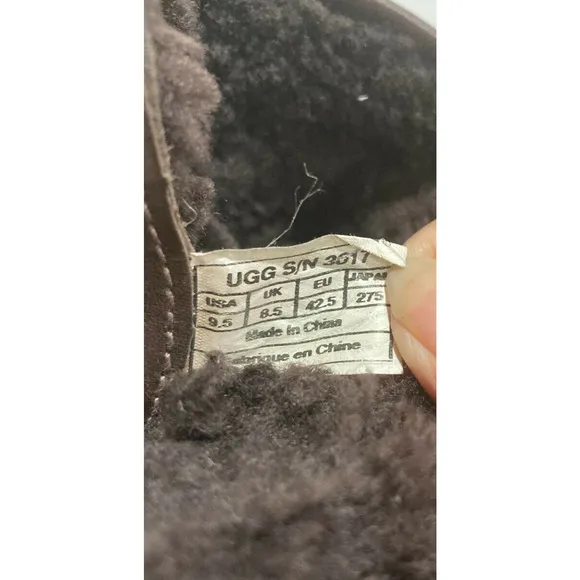 UGG S/N 3017
USA UK EU JAPAN
9.5 8.5 42.5 275
Made in China
Fabrique en Chine